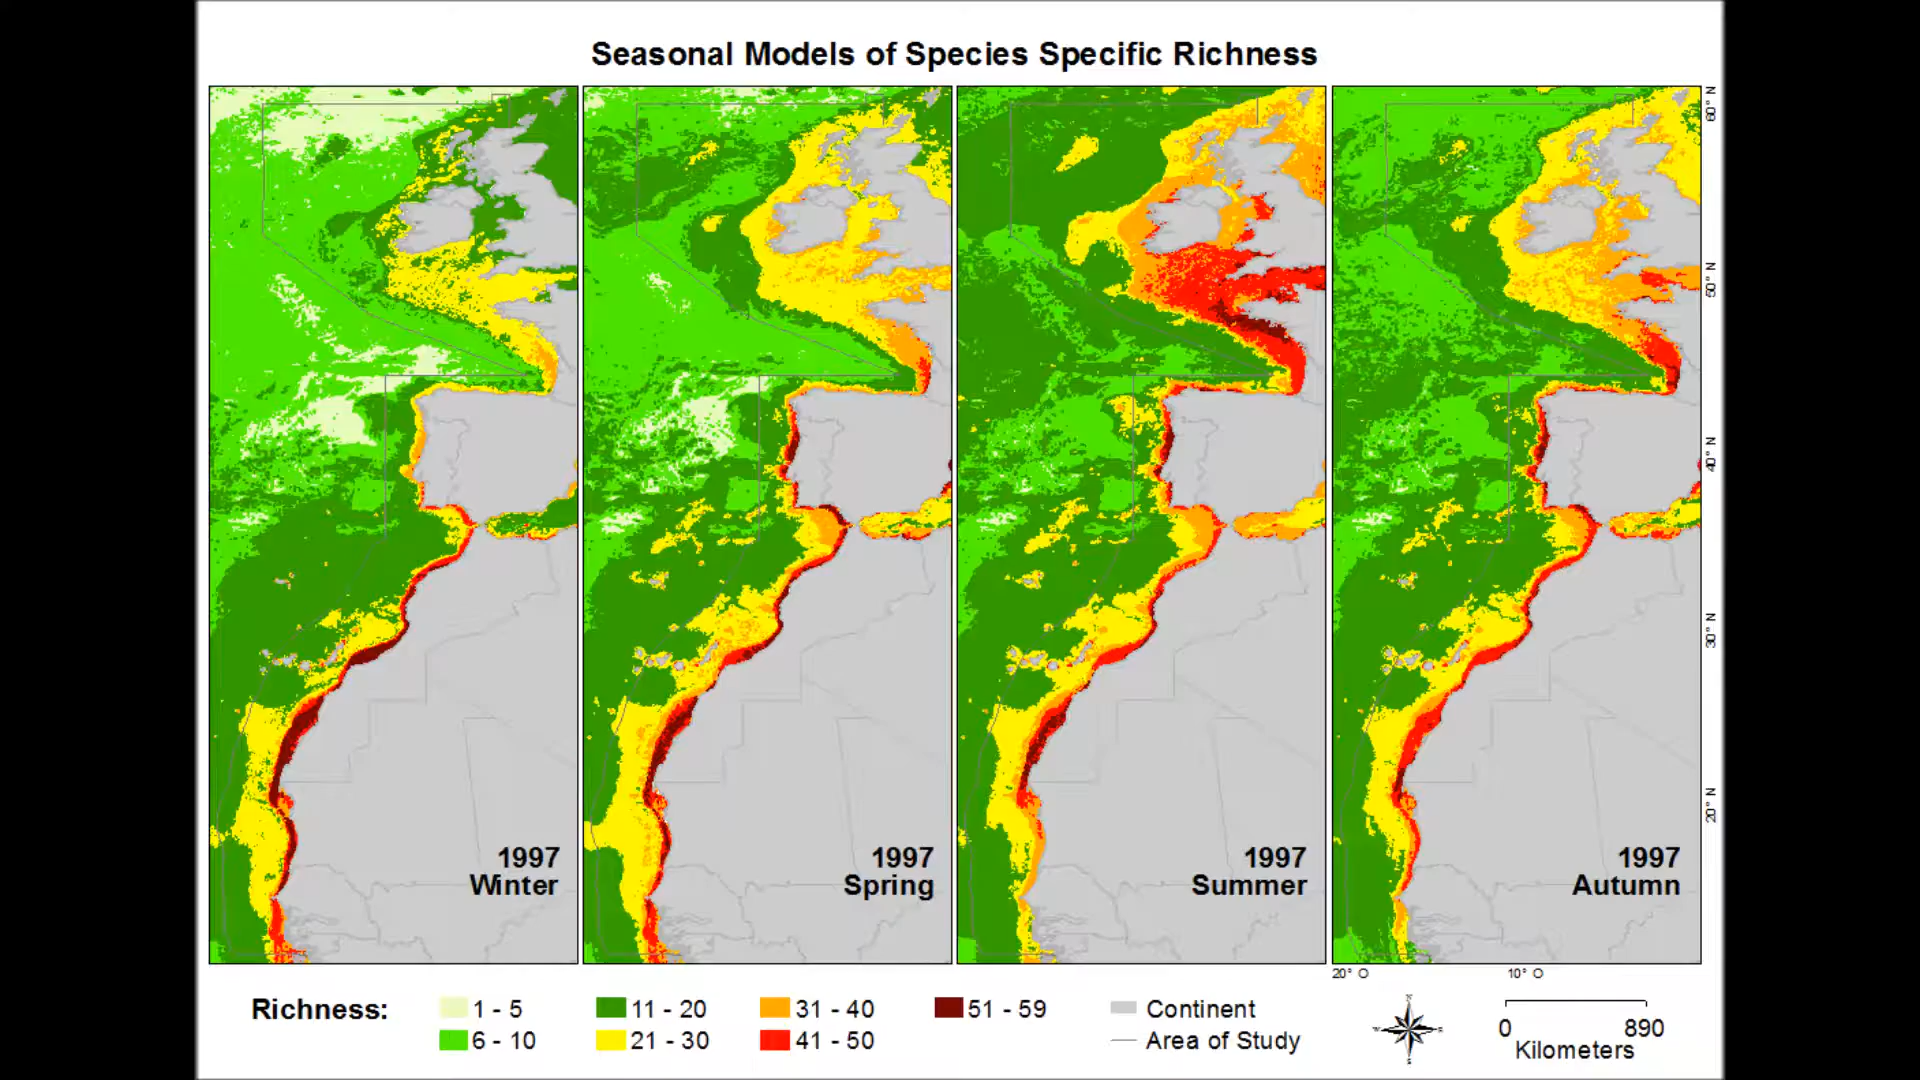 Seasonal Models of Species Specific Richness
60° N
50° N
40° N
30° N
20° N
1997
Winter
1997
Spring
1997
Summer
1997
Autumn
20° O
10° O
Richness:
1 - 5
11 - 20
31 - 40
51 - 59
Continent
6 - 10
21 - 30
41 - 50
Area of Study
N
W
E
S
0
890
Kilometers